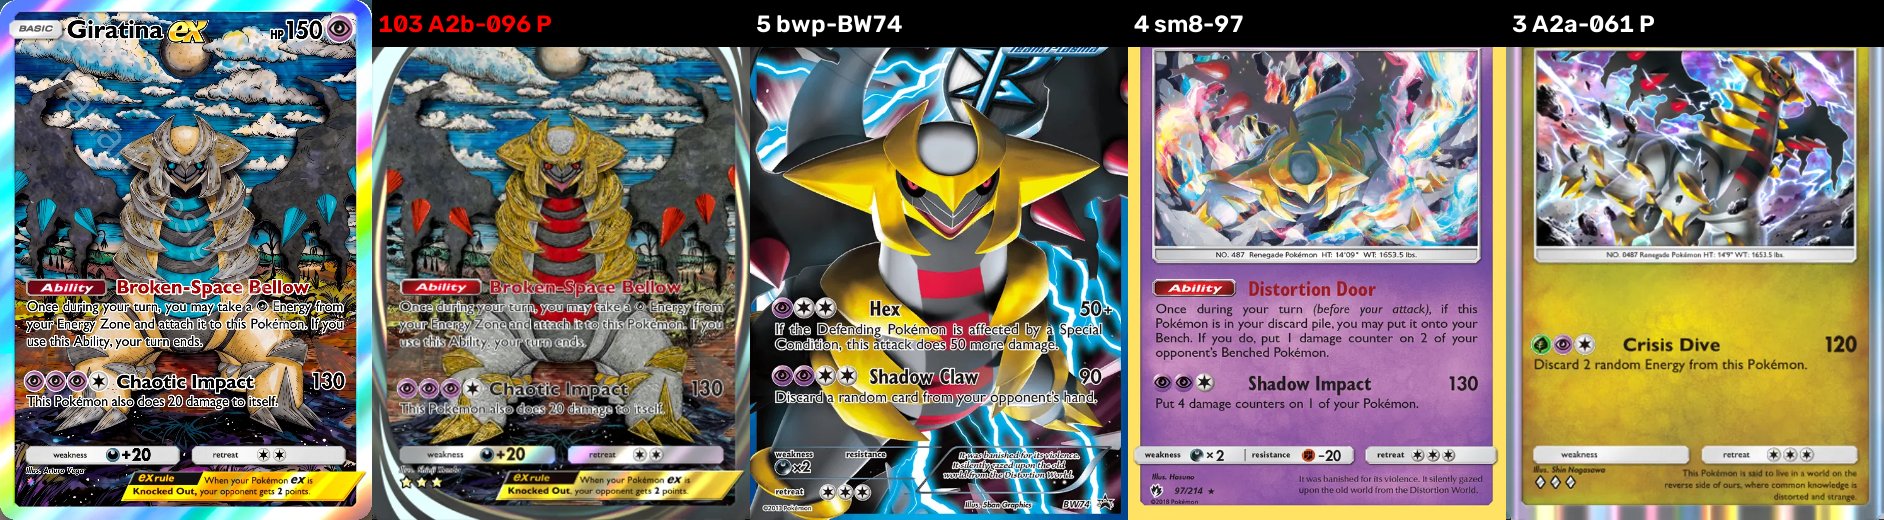 BASIC Giratina ex HP 150
Ability Broken-Space Bellow
Once during your turn, you may take a Energy from
your Energy Zone and attach it to this Pokémon. If you
use this Ability, your turn ends.
Chaotic Impact 130
This Pokémon also does 20 damage to itself.
weakness +20 retreat
Illus. Arturo Vega
ex rule When your Pokémon ex is
Knocked Out, your opponent gets 2 points.
103 A2b-096 P
Ability Broken-Space Bellow
Once during your turn, you may take a Energy from
your Energy Zone and attach it to this Pokémon. If you
use this Ability, your turn ends.
Chaotic Impact 130
This Pokémon also does 20 damage to itself.
weakness +20 retreat
ex rule When your Pokémon ex is
Knocked Out, your opponent gets 2 points.
5 bwp-BW74
Hex 50+
If the Defending Pokémon is affected by a Special
Condition, this attack does 50 more damage.
Shadow Claw 90
Discard a random card from your opponent's hand.
weakness resistance
×2
retreat
It was banished for its violence.
It silently gazed upon the old
world from the Distortion World.
©2013 Pokémon
Illus. Shan Graphics
BW74
4 sm8-97
NO. 487 Renegade Pokémon HT: 14'09" WT: 1653.5 lbs.
Ability Distortion Door
Once during your turn (before your attack), if this
Pokémon is in your discard pile, you may put it onto your
Bench. If you do, put 1 damage counter on 2 of your
opponent's Benched Pokémon.
Shadow Impact 130
Put 4 damage counters on 1 of your Pokémon.
weakness ×2 resistance -20 retreat
Illus. Hasuno
97/214 ★
©2018 Pokémon
It was banished for its violence. It silently gazed
upon the old world from the Distortion World.
3 A2a-061 P
NO. 0487 Renegade Pokémon HT: 14'9" WT: 1653.5 lbs.
Crisis Dive 120
Discard 2 random Energy from this Pokémon.
weakness retreat
Illus. Shin Nagasawa
This Pokémon is said to live in a world on the
reverse side of ours, where common knowledge is
distorted and strange.